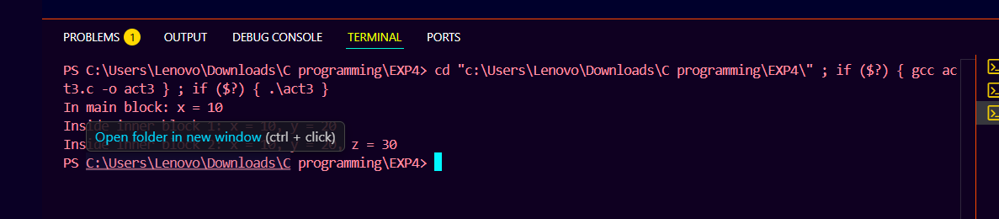 PROBLEMS 1 OUTPUT DEBUG CONSOLE TERMINAL PORTS
PS C:\Users\Lenovo\Downloads\C programming\EXP4> cd "c:\Users\Lenovo\Downloads\C programming\EXP4\" ; if ($?) { gcc ac
t3.c -o act3 } ; if ($?) { .\act3 }
In main block: x = 10
Inside inner block 1: x = 10, y = 20
Open folder in new window (ctrl + click)
Inside inner block 2: x = 10, y = 20, z = 30
PS C:\Users\Lenovo\Downloads\C programming\EXP4>